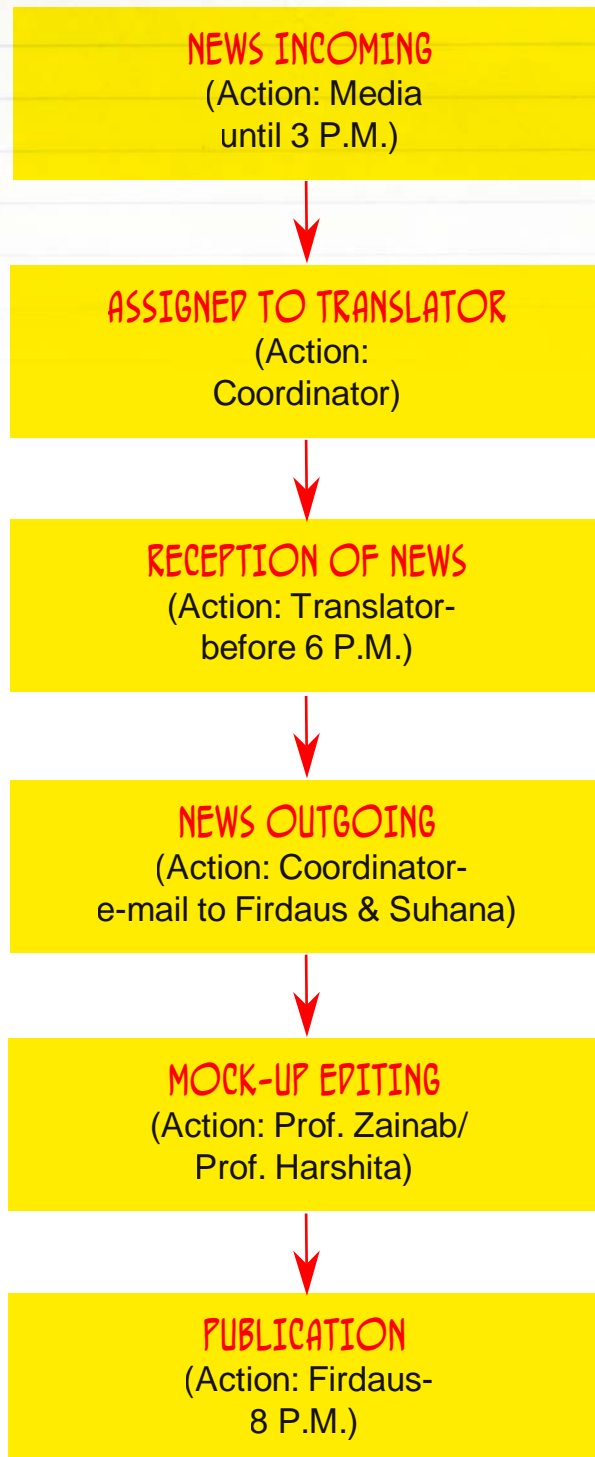 NEWS INCOMING
(Action: Media
until 3 P.M.)
ASSIGNED TO TRANSLATOR
(Action:
Coordinator)
RECEPTION OF NEWS
(Action: Translator-
before 6 P.M.)
NEWS OUTGOING
(Action: Coordinator-
e-mail to Firdaus & Suhana)
MOCK-UP EDITING
(Action: Prof. Zainab/
Prof. Harshita)
PUBLICATION
(Action: Firdaus-
8 P.M.)